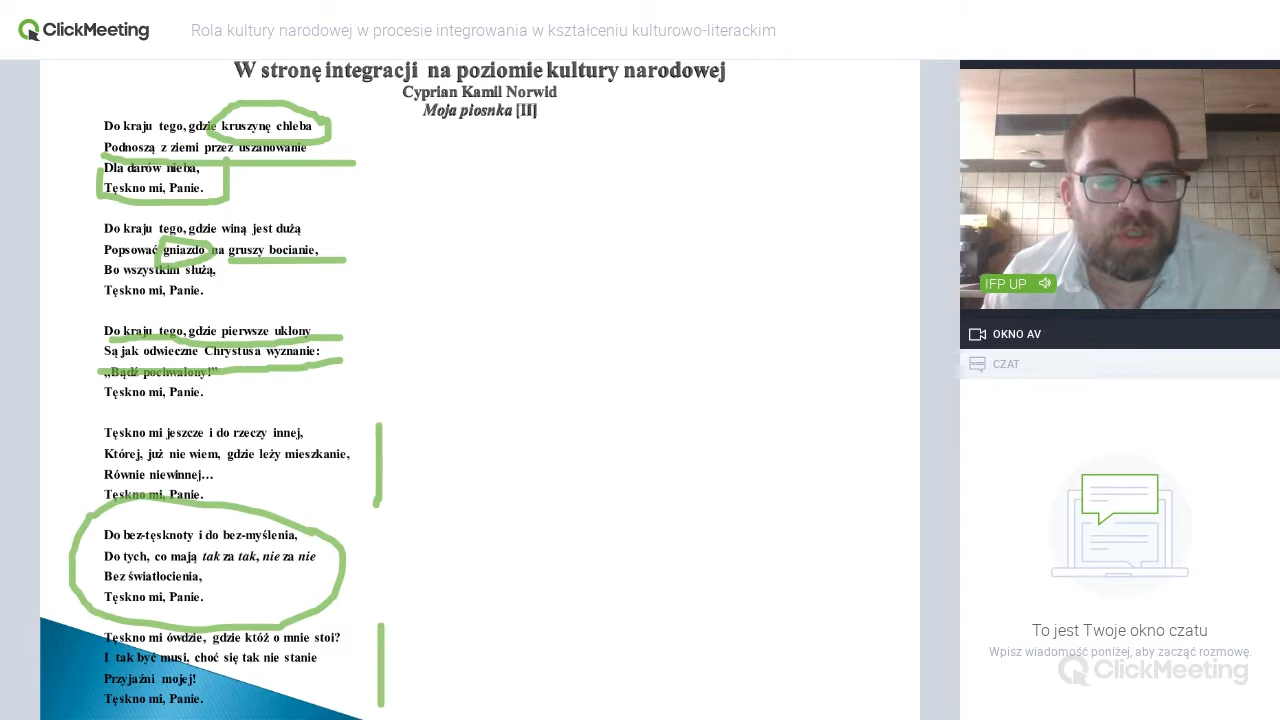 ClickMeeting
Rola kultury narodowej w procesie integrowania w kształceniu kulturowo-literackim
W stronę integracji na poziomie kultury narodowej
Cyprian Kamil Norwid
Moja piosnka [II]
Do kraju tego, gdzie kruszynę chleba
Podnoszą z ziemi przez uszanowanie
Dla darów nieba,
Tęskno mi, Panie.
Do kraju tego, gdzie winą jest dużą
Popsować gniazdo na gruszy bocianie,
Bo wszystkim służą,
Tęskno mi, Panie.
Do kraju tego, gdzie pierwsze ukłony
Są jak odwieczne Chrystusa wyznanie:
„Bądź pochwalony!”
Tęskno mi, Panie.
Tęskno mi jeszcze i do rzeczy innej,
Której, już nie wiem, gdzie leży mieszkanie,
Równie niewinnej...
Tęskno mi, Panie.
Do bez-tęsknoty i do bez-myślenia,
Do tych, co mają tak za tak, nie za nie
Bez światłocienia,
Tęskno mi, Panie.
Tęskno mi ówdzie, gdzie któż o mnie stoi?
I tak być musi, choć się tak nie stanie
Przyjaźni mojej!
Tęskno mi, Panie.
IFP UP
OKNO AV
CZAT
To jest Twoje okno czatu
Wpisz wiadomość poniżej, aby zacząć rozmowę.
ClickMeeting